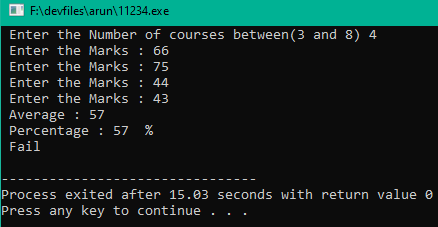 F:\devfiles\arun\11234.exe
Enter the Number of courses between(3 and 8) 4
Enter the Marks : 66
Enter the Marks : 75
Enter the Marks : 44
Enter the Marks : 43
Average : 57
Percentage : 57  %
Fail
--------------------------------
Process exited after 15.03 seconds with return value 0
Press any key to continue . . .